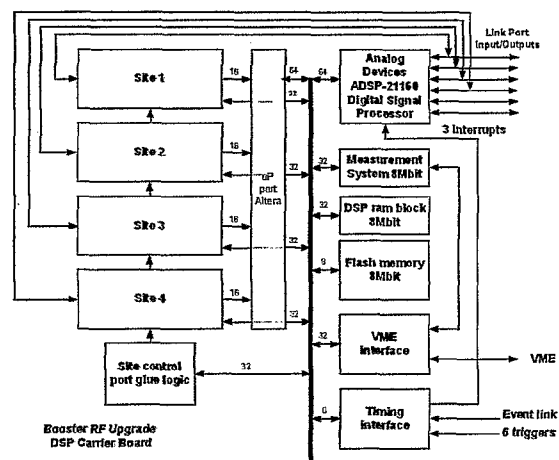 Link Port
Input/Outputs
Site 1
16
64
64
Analog
Devices
ADSP-21160
Digital Signal
Processor
32
3 Interrupts
Site 2
16
32
32
Measurement
System 8Mbit
Site 3
16
32
uP
port
Altera
32
DSP ram block
8Mbit
Site 4
16
32
Flash memory
8Mbit
Site control
port glue logic
32
32
VME
interface
VME
Timing
interface
Event link
6 triggers
Booster RF Upgrade
DSP Carrier Board